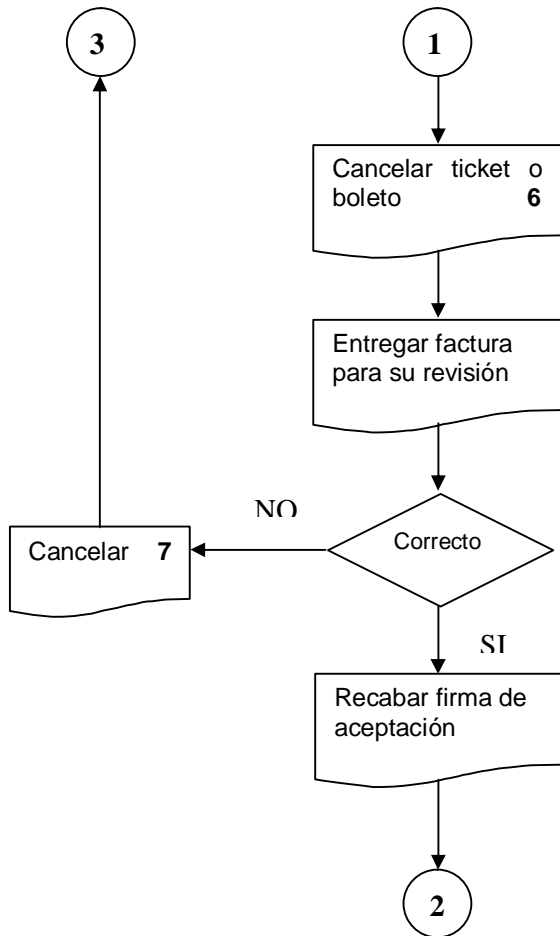 3
1
Cancelar ticket o
boleto 6
Entregar factura
para su revisión
NO
Correcto
Cancelar 7
SI
Recabar firma de
aceptación
2